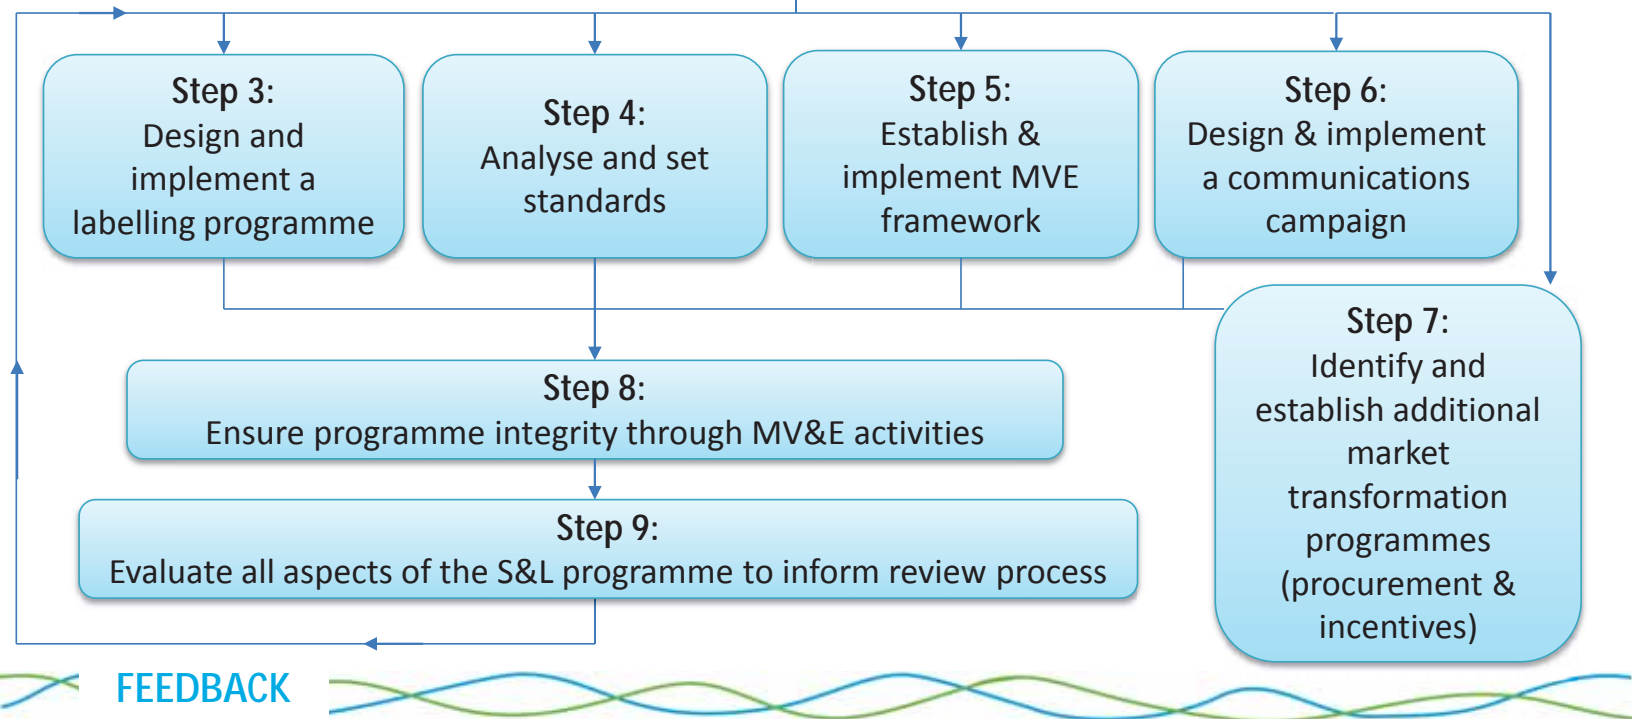 Step 3:
Design and
implement a
labelling programme
Step 4:
Analyse and set
standards
Step 5:
Establish &
implement MVE
framework
Step 6:
Design & implement
a communications
campaign
Step 7:
Identify and
establish additional
market
transformation
programmes
(procurement &
incentives)
Step 8:
Ensure programme integrity through MV&E activities
Step 9:
Evaluate all aspects of the S&L programme to inform review process
FEEDBACK